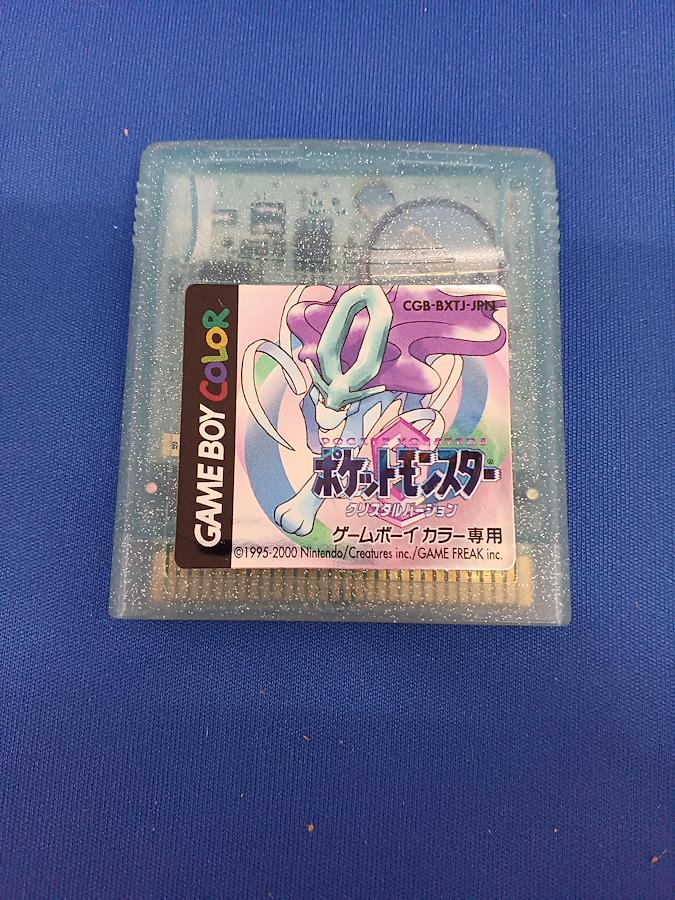 CGB-BXTJ-JPN
GAME BOY COLOR
POCKET MONSTERS
ポケットモンスター
クリスタルバージョン
ゲームボーイ カラー専用
©1995-2000 Nintendo/Creatures inc./GAME FREAK inc.